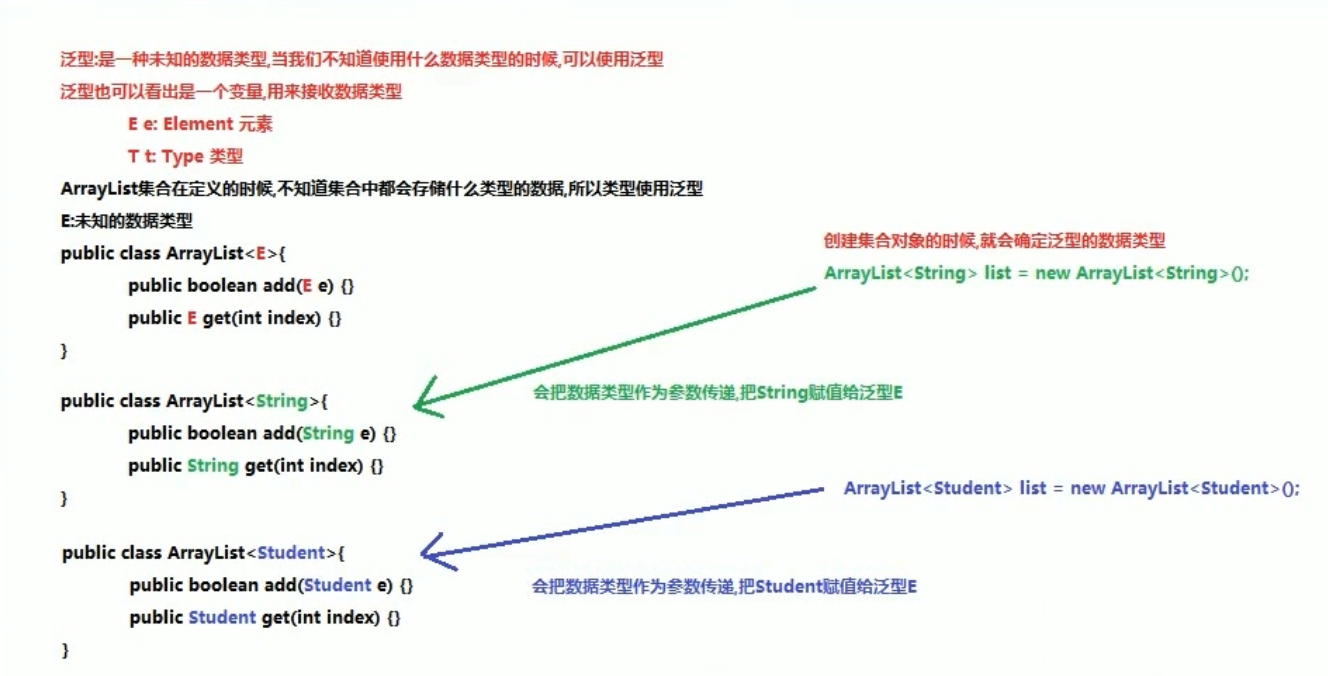 泛型:是一种未知的数据类型,当我们不知道使用什么数据类型的时候,可以使用泛型
泛型也可以看出是一个变量,用来接收数据类型
E e: Element 元素
T t: Type 类型
ArrayList集合在定义的时候,不知道集合中都会存储什么类型的数据,所以类型使用泛型
E:未知的数据类型
public class ArrayList<E>{
public boolean add(E e) {}
public E get(int index) {}
}
创建集合对象的时候,就会确定泛型的数据类型
ArrayList<String> list = new ArrayList<String>();
会把数据类型作为参数传递,把String赋值给泛型E
public class ArrayList<String>{
public boolean add(String e) {}
public String get(int index) {}
}
ArrayList<Student> list = new ArrayList<Student>();
public class ArrayList<Student>{
public boolean add(Student e) {}
public Student get(int index) {}
}
会把数据类型作为参数传递,把Student赋值给泛型E